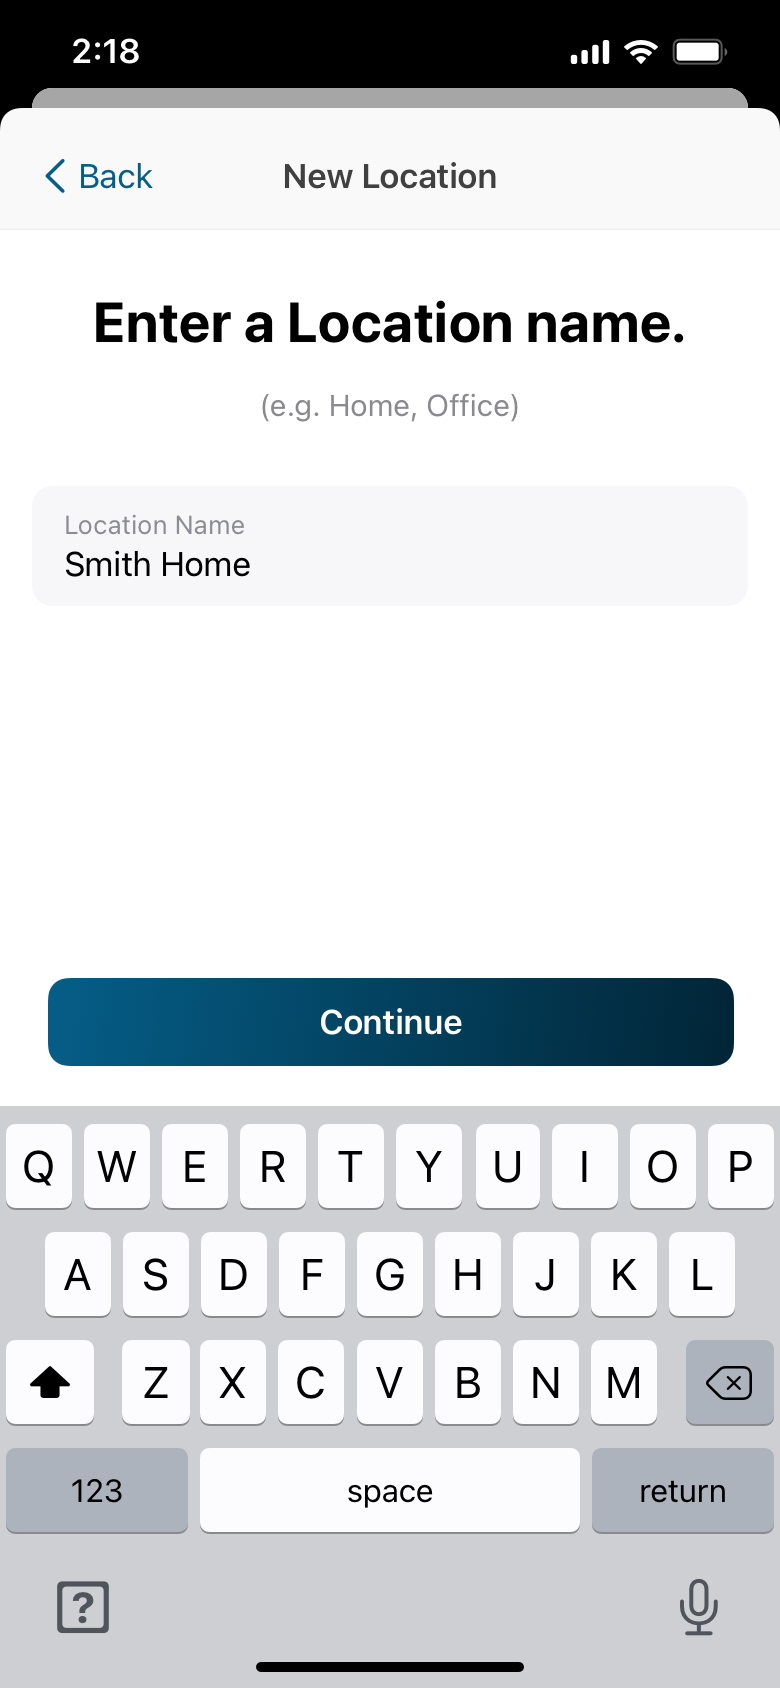 2:18
Back
New Location
Enter a Location name.
(e.g. Home, Office)
Location Name
Smith Home
Continue
Q W E R T Y U I O P
A S D F G H J K L
Z X C V B N M
123 space return
?